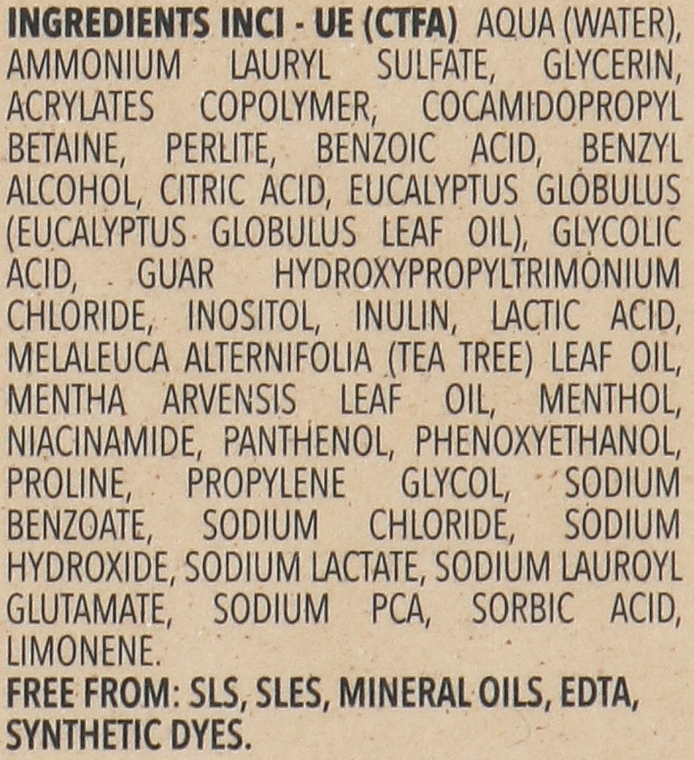 INGREDIENTS INCI - UE (CTFA) AQUA (WATER),
AMMONIUM LAURYL SULFATE, GLYCERIN,
ACRYLATES COPOLYMER, COCAMIDOPROPYL
BETAINE, PERLITE, BENZOIC ACID, BENZYL
ALCOHOL, CITRIC ACID, EUCALYPTUS GLOBULUS
(EUCALYPTUS GLOBULUS LEAF OIL), GLYCOLIC
ACID, GUAR HYDROXYPROPYLTRIMONIUM
CHLORIDE, INOSITOL, INULIN, LACTIC ACID,
MELALEUCA ALTERNIFOLIA (TEA TREE) LEAF OIL,
MENTHA ARVENSIS LEAF OIL, MENTHOL,
NIACINAMIDE, PANTHENOL, PHENOXYETHANOL,
PROLINE, PROPYLENE GLYCOL, SODIUM
BENZOATE, SODIUM CHLORIDE, SODIUM
HYDROXIDE, SODIUM LACTATE, SODIUM LAUROYL
GLUTAMATE, SODIUM PCA, SORBIC ACID,
LIMONENE.
FREE FROM: SLS, SLES, MINERAL OILS, EDTA,
SYNTHETIC DYES.